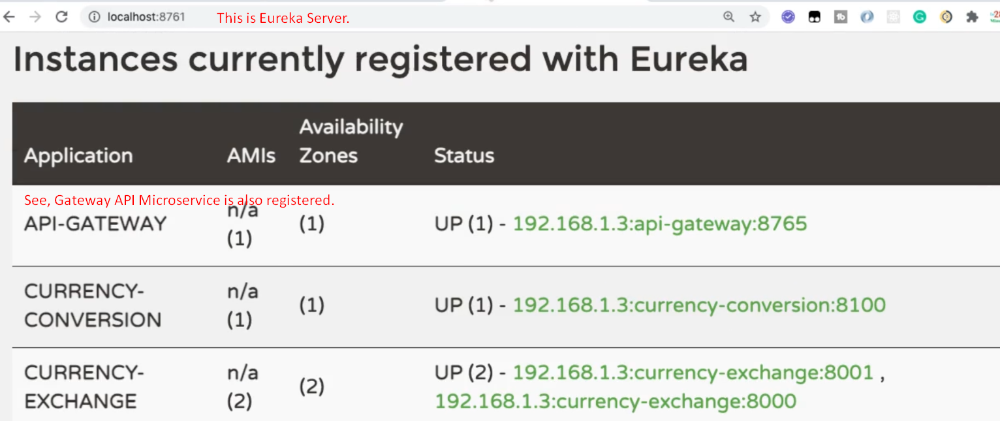 localhost:8761 This is Eureka Server.
Instances currently registered with Eureka
Application AMIs Availability Zones Status
See, Gateway API Microservice is also registered.
API-GATEWAY n/a (1) (1) UP (1) - 192.168.1.3:api-gateway:8765
CURRENCY-CONVERSION n/a (1) (1) UP (1) - 192.168.1.3:currency-conversion:8100
CURRENCY-EXCHANGE n/a (2) (2) UP (2) - 192.168.1.3:currency-exchange:8001 , 192.168.1.3:currency-exchange:8000